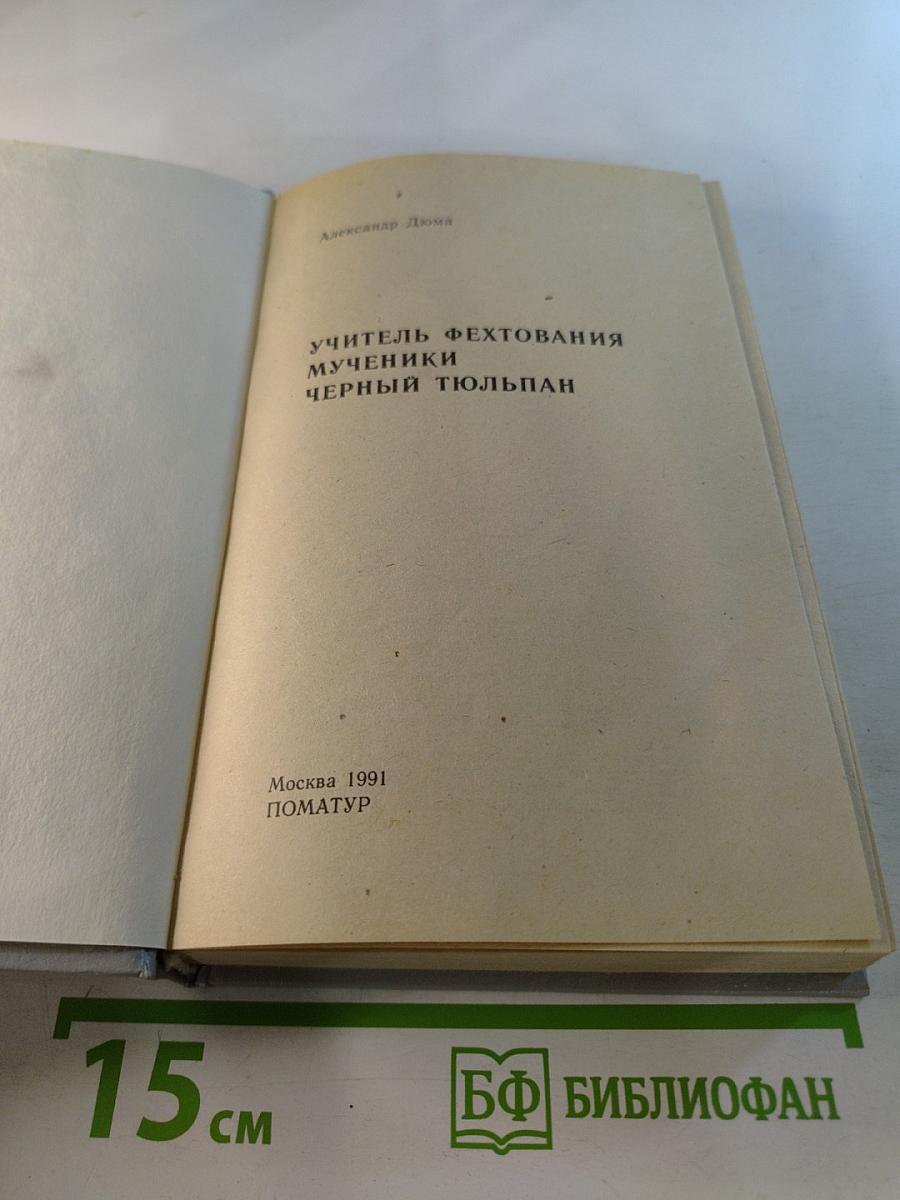 Александр Дюма
УЧИТЕЛЬ ФЕХТОВАНИЯ
МУЧЕНИКИ
ЧЕРНЫЙ ТЮЛЬПАН
Москва 1991
ПОМАТУР
15 см
БФ БИБЛИОФАН